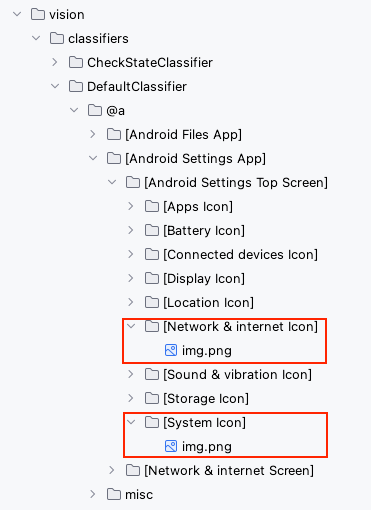 vision
classifiers
CheckStateClassifier
DefaultClassifier
@a
[Android Files App]
[Android Settings App]
[Android Settings Top Screen]
[Apps Icon]
[Battery Icon]
[Connected devices Icon]
[Display Icon]
[Location Icon]
[Network & internet Icon]
img.png
[Sound & vibration Icon]
[Storage Icon]
[System Icon]
img.png
[Network & internet Screen]
misc